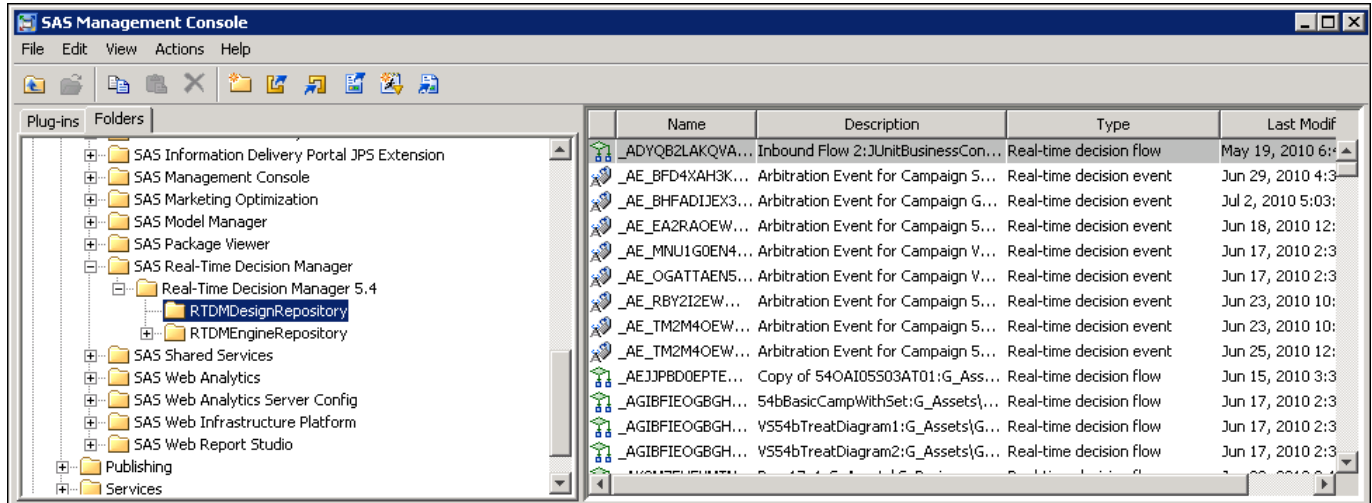 SAS Management Console
File Edit View Actions Help
Plug-ins Folders
SAS Information Delivery Portal JPS Extension
SAS Management Console
SAS Marketing Optimization
SAS Model Manager
SAS Package Viewer
SAS Real-Time Decision Manager
Real-Time Decision Manager 5.4
RTDMDesignRepository
RTDMEngineRepository
SAS Shared Services
SAS Web Analytics
SAS Web Analytics Server Config
SAS Web Infrastructure Platform
SAS Web Report Studio
Publishing
Services
Name Description Type Last Modif
_ADYQB2LAKQVA... Inbound Flow 2:JUnitBusinessCon... Real-time decision flow May 19, 2010 6:
_AE_BFD4XAH3K... Arbitration Event for Campaign S... Real-time decision event Jun 29, 2010 4:3
_AE_BHFADIJEX3... Arbitration Event for Campaign G... Real-time decision event Jul 2, 2010 5:03:
_AE_EA2RAOEW... Arbitration Event for Campaign 5... Real-time decision event Jun 18, 2010 12:
_AE_MNU1G0EN4... Arbitration Event for Campaign V... Real-time decision event Jun 17, 2010 2:3
_AE_OGATTAEN5... Arbitration Event for Campaign V... Real-time decision event Jun 17, 2010 2:3
_AE_RBY2I2EW... Arbitration Event for Campaign 5... Real-time decision event Jun 23, 2010 10:
_AE_TM2M4OEW... Arbitration Event for Campaign 5... Real-time decision event Jun 23, 2010 10:
_AE_TM2M4OEW... Arbitration Event for Campaign 5... Real-time decision event Jun 25, 2010 12:
_AEJJPBD0EPTE... Copy of 54OAI05S03AT01:G_Ass... Real-time decision flow Jun 15, 2010 3:3
_AGIBFIEOGBGH... 54bBasicCampWithSet:G_Assets\... Real-time decision flow Jun 17, 2010 2:3
_AGIBFIEOGBGH... VS54bTreatDiagram1:G_Assets\G... Real-time decision flow Jun 17, 2010 2:3
_AGIBFIEOGBGH... VS54bTreatDiagram2:G_Assets\G... Real-time decision flow Jun 17, 2010 2:3